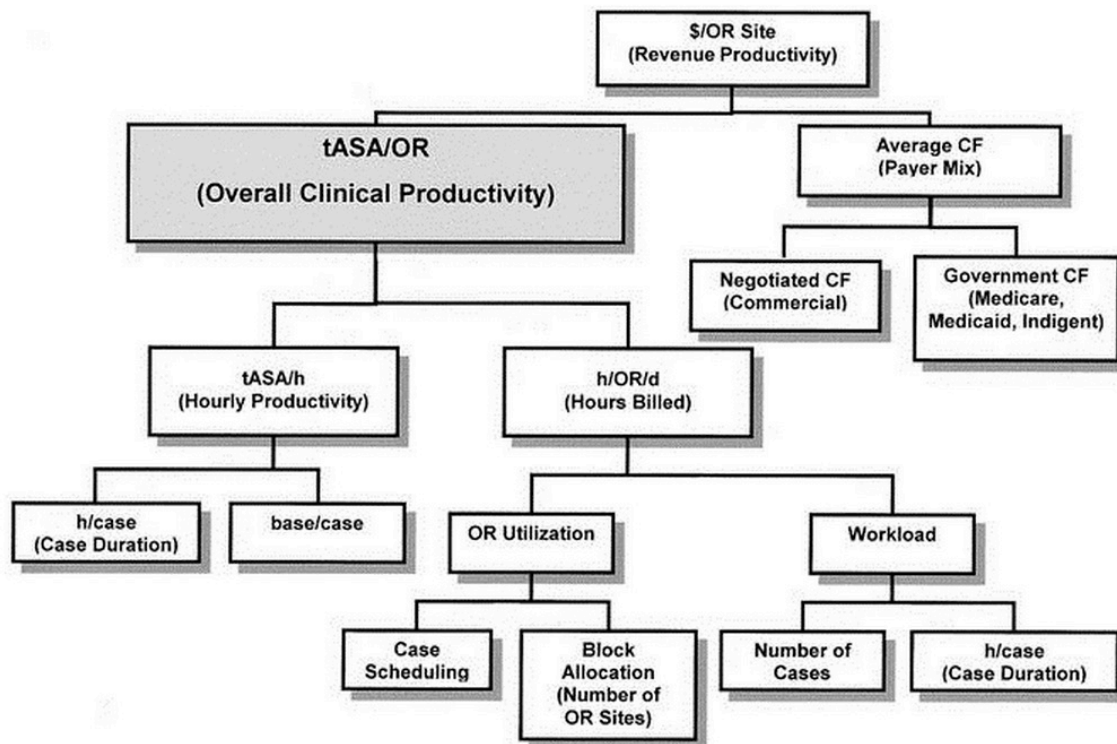 $/OR Site
(Revenue Productivity)
tASA/OR
(Overall Clinical Productivity)
Average CF
(Payer Mix)
Negotiated CF
(Commercial)
Government CF
(Medicare,
Medicaid, Indigent)
tASA/h
(Hourly Productivity)
h/OR/d
(Hours Billed)
h/case
(Case Duration)
base/case
OR Utilization
Workload
Case
Scheduling
Block
Allocation
(Number of
OR Sites)
Number of
Cases
h/case
(Case Duration)